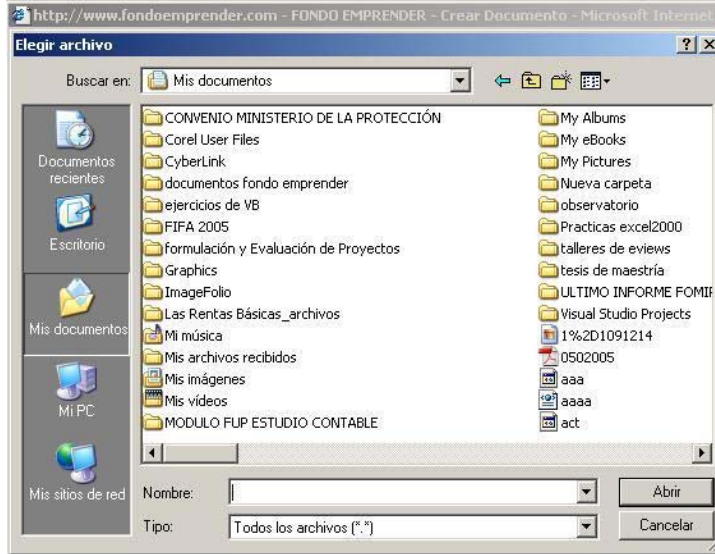 http://www.fondoemprender.com - FONDO EMPRENDER - Crear Documento - Microsoft Internet
Elegir archivo
Buscar en: Mis documentos
Documentos recientes
Escritorio
Mis documentos
Mi PC
Mis sitios de red
CONVENIO MINISTERIO DE LA PROTECCIÓN
Corel User Files
CyberLink
documentos fondo emprender
ejercicios de VB
FIFA 2005
formulación y Evaluación de Proyectos
Graphics
ImageFolio
Las Rentas Básicas_archivos
Mi música
Mis archivos recibidos
Mis imágenes
Mis vídeos
MODULO FUP ESTUDIO CONTABLE
My Albums
My eBooks
My Pictures
Nueva carpeta
observatorio
Practicas excel2000
talleres de eviews
tesis de maestría
ULTIMO INFORME FOMIP
Visual Studio Projects
1%2D1091214
0502005
aaa
aaaa
act
Nombre:
Abrir
Tipo: Todos los archivos (*.*)
Cancelar